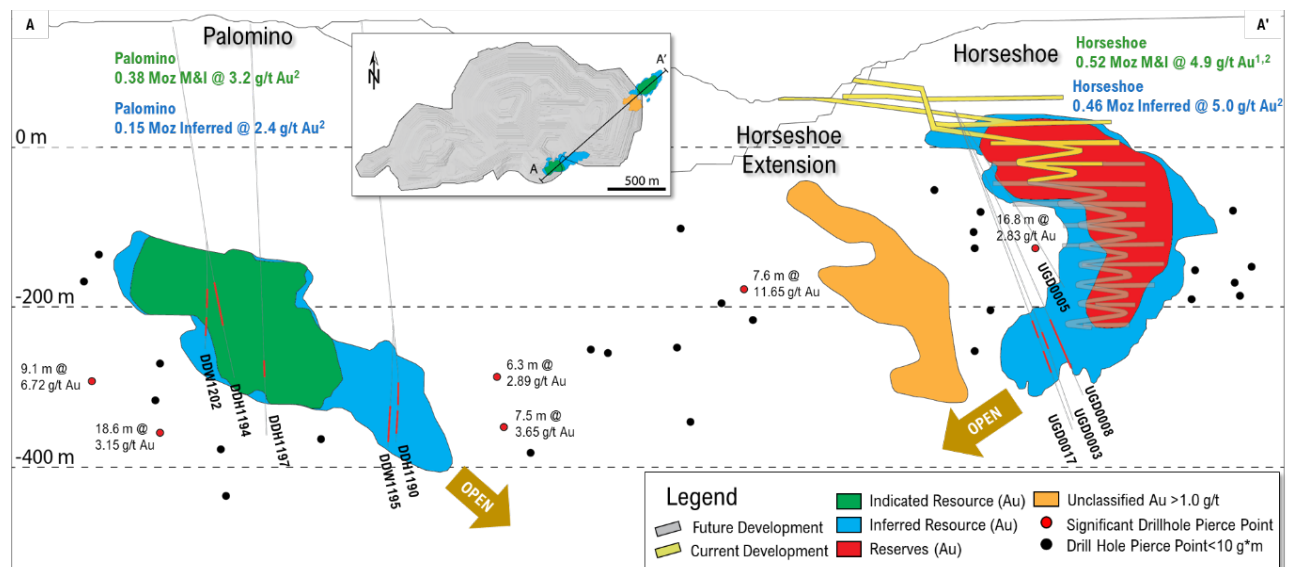 A
A'
Palomino
Palomino
0.38 Moz M&I @ 3.2 g/t Au²
Palomino
0.15 Moz Inferred @ 2.4 g/t Au²
N
A'
A
500 m
Horseshoe
Horseshoe
0.52 Moz M&I @ 4.9 g/t Au¹,²
Horseshoe
0.46 Moz Inferred @ 5.0 g/t Au²
Horseshoe
Extension
0 m
-200 m
-400 m
16.8 m @
2.83 g/t Au
7.6 m @
11.65 g/t Au
9.1 m @
6.72 g/t Au
18.6 m @
3.15 g/t Au
6.3 m @
2.89 g/t Au
7.5 m @
3.65 g/t Au
DDW1202
DDH1194
DDH1197
DDW1195
DDH1190
UGD0005
UGD0008
UGD0003
UGD0017
OPEN
OPEN
Legend
Future Development
Current Development
Indicated Resource (Au)
Inferred Resource (Au)
Reserves (Au)
Unclassified Au >1.0 g/t
Significant Drillhole Pierce Point
Drill Hole Pierce Point<10 g*m